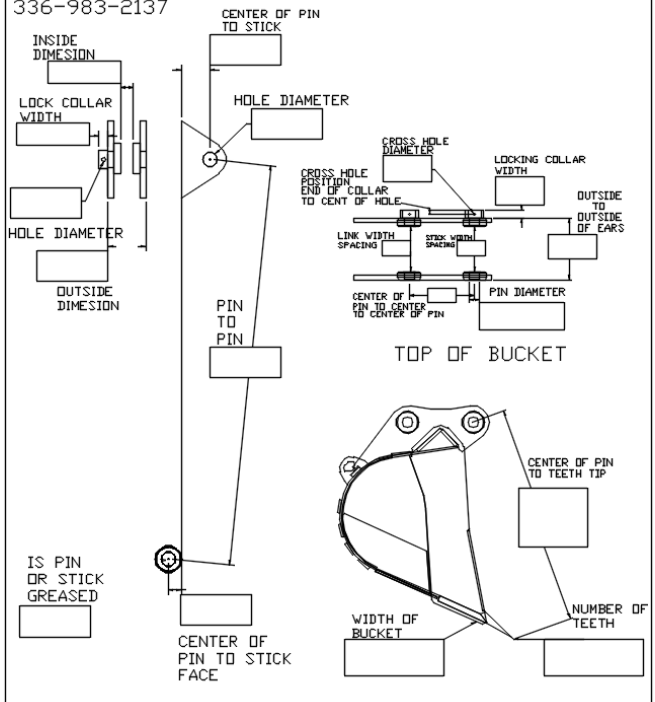 336-983-2137
CENTER OF PIN
TO STICK
INSIDE
DIMESION
LOCK COLLAR
WIDTH
HOLE DIAMETER
HOLE DIAMETER
OUTSIDE
DIMESION
PIN
TO
PIN
IS PIN
OR STICK
GREASED
CENTER OF
PIN TO STICK
FACE
CROSS HOLE
DIAMETER
LOCKING COLLAR
WIDTH
CROSS HOLE
POSITION
END OF COLLAR
TO CENT OF HOLE
OUTSIDE
TO
OUTSIDE
OF EARS
LINK WIDTH
SPACING
STICK WIDTH
SPACING
CENTER OF
PIN TO CENTER
TO CENTER OF PIN
PIN DIAMETER
TOP OF BUCKET
CENTER OF PIN
TO TEETH TIP
WIDTH OF
BUCKET
NUMBER OF
TEETH